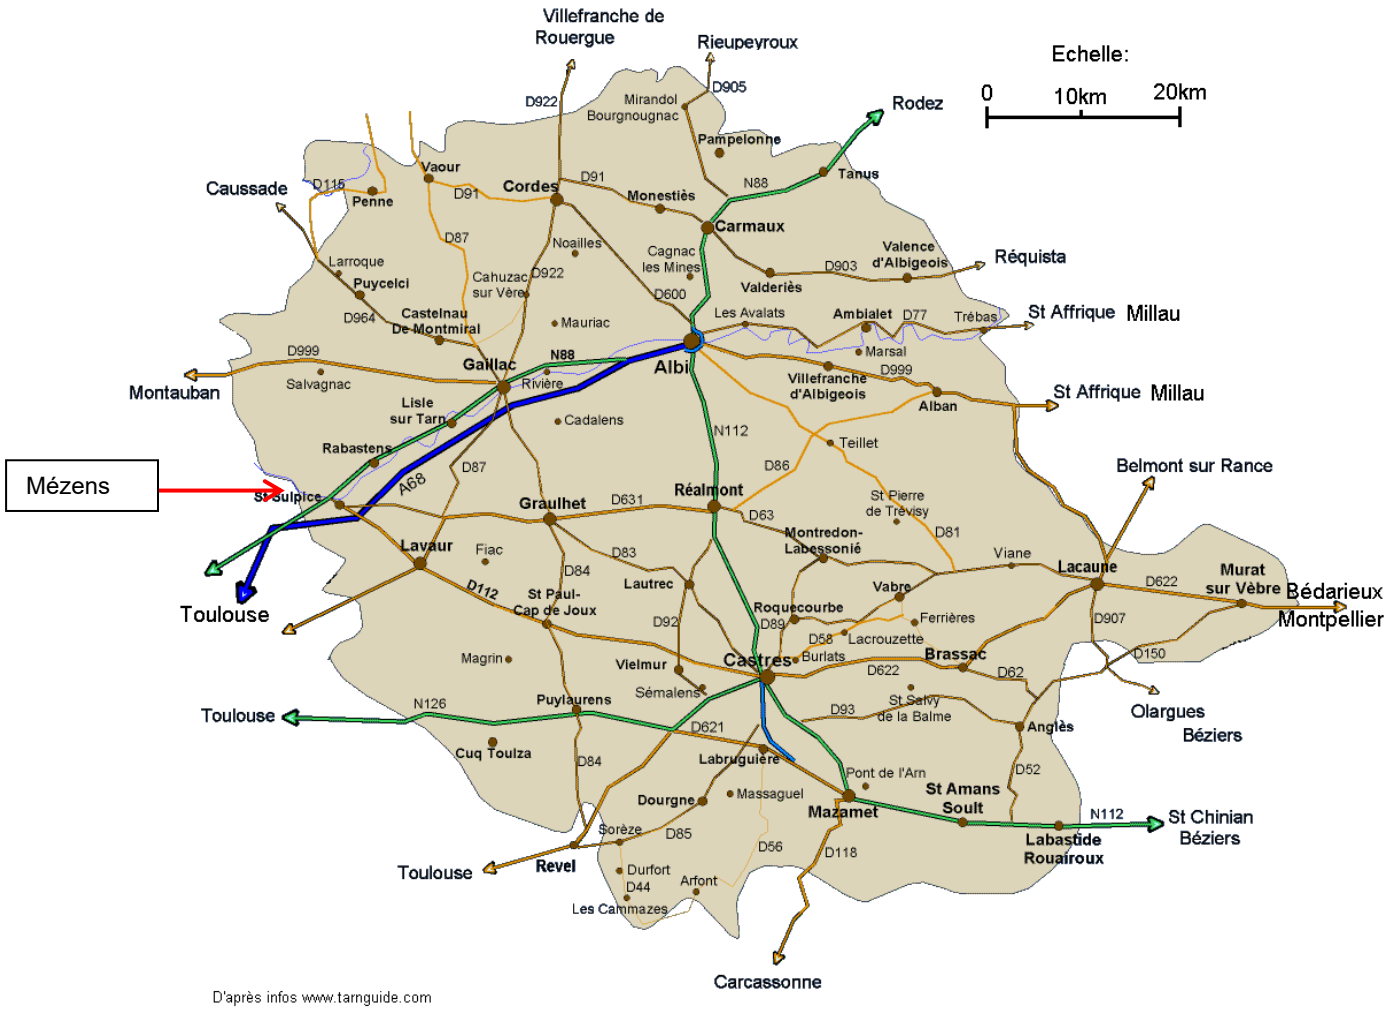 Villefranche de
Rouergue
Rieupeyroux
Echelle:
0
10km
20km
D922
D905
Mirandol
Bourgnougnac
Rodez
Pampelonne
Caussade
D115
Penne
Vaour
D91
Cordes
D91
Monestiès
N88
Tanus
Carmaux
D87
Noailles
Cagnac
les Mines
Valence
d'Albigeois
Réquista
Larroque
Puycelci
Cahuzac
sur Vère
D922
D600
Valderiès
D903
D964
Castelnau
De Montmiral
Mauriac
Les Avalats
Ambialet
D77
Trébas
St Affrique
Millau
D999
Gaillac
N88
Albi
Marsal
Montauban
Salvagnac
Rivière
Villefranche
d'Albigeois
D999
Alban
St Affrique
Millau
Lisle
sur Tarn
Cadalens
N112
Teillet
Rabastens
D87
A68
D86
Belmont sur Rance
Mézens
St Sulpice
Graulhet
D631
Réalmont
D63
St Pierre
de Trévisy
D81
Lavaur
Fiac
D83
D84
Montredon-
Labessonié
Viane
Lacaune
D622
Murat
sur Vèbre
Bédarieux
Montpellier
Toulouse
D112
St Paul-
Cap de Joux
Lautrec
Vabre
D92
Roquecourbe
D89
D58
Lacrouzette
Ferrières
D907
Magrin
Vielmur
Sémalens
Castres
Burlats
D622
Brassac
D62
D150
Toulouse
N126
Puylaurens
D621
D93
St Salvy
de la Balme
Anglès
Olargues
Béziers
Cuq Toulza
D84
Labruguière
Pont de l'Arn
D52
Dourgne
Massaguel
Mazamet
St Amans
Soult
N112
St Chinian
Béziers
Labastide
Rouairoux
Toulouse
Revel
Sorèze
D85
D56
D118
Durfort
D44
Arfont
Les Cammazes
Carcassonne
D'après infos www.tarnguide.com